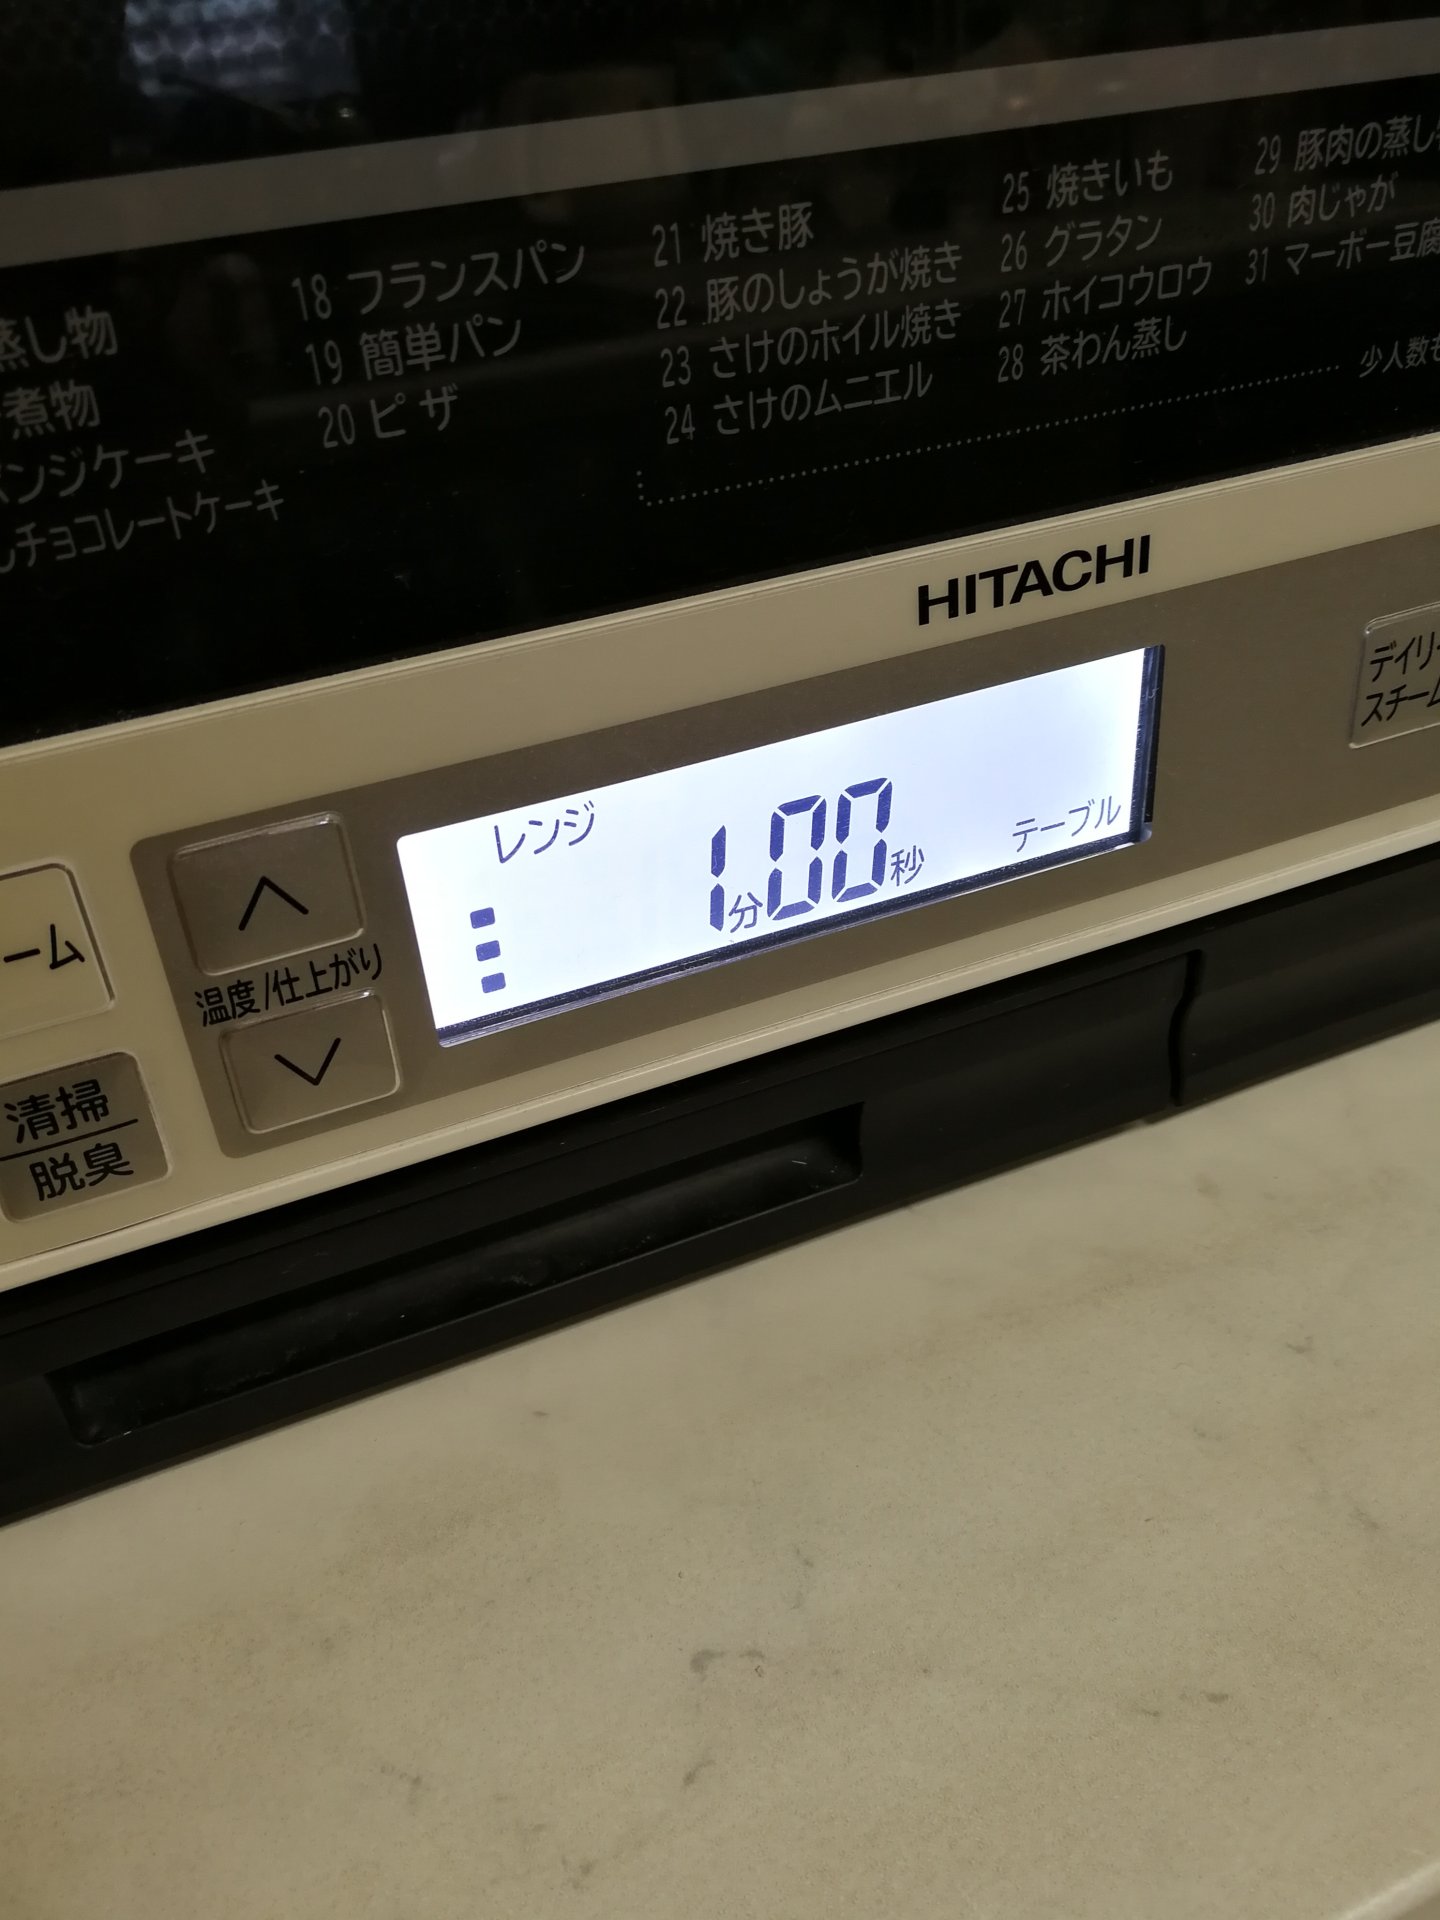 蒸し物
煮物
ンジケーキ
チョコレートケーキ
18 フランスパン
19 簡単パン
20 ピザ
21 焼き豚
22 豚のしょうが焼き
23 さけのホイル焼き
24 さけのムニエル
25 焼きいも
26 グラタン
27 ホイコウロウ
28 茶わん蒸し
29 豚肉の蒸し
30 肉じゃが
31 マーボー豆腐
少人数も
HITACHI
デイリー
スチーム
レンジ
1分00秒
テーブル
ーム
温度/仕上がり
清掃
脱臭